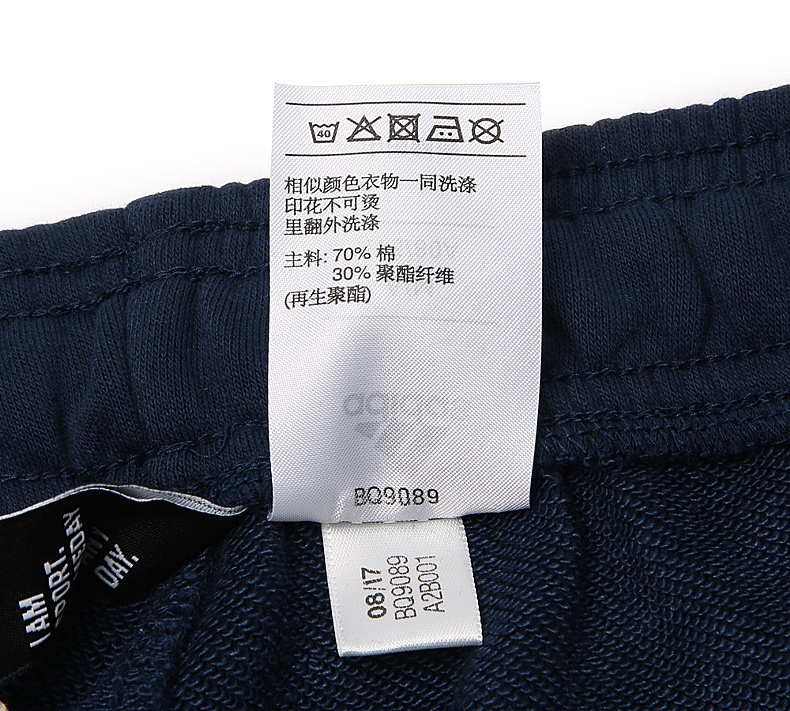 40
相似颜色衣物一同洗涤
印花不可烫
里翻外洗涤
主料: 70% 棉
30% 聚酯纤维
(再生聚酯)
BQ9089
08/17
BQ9089
A2B001
I AM
DAY.